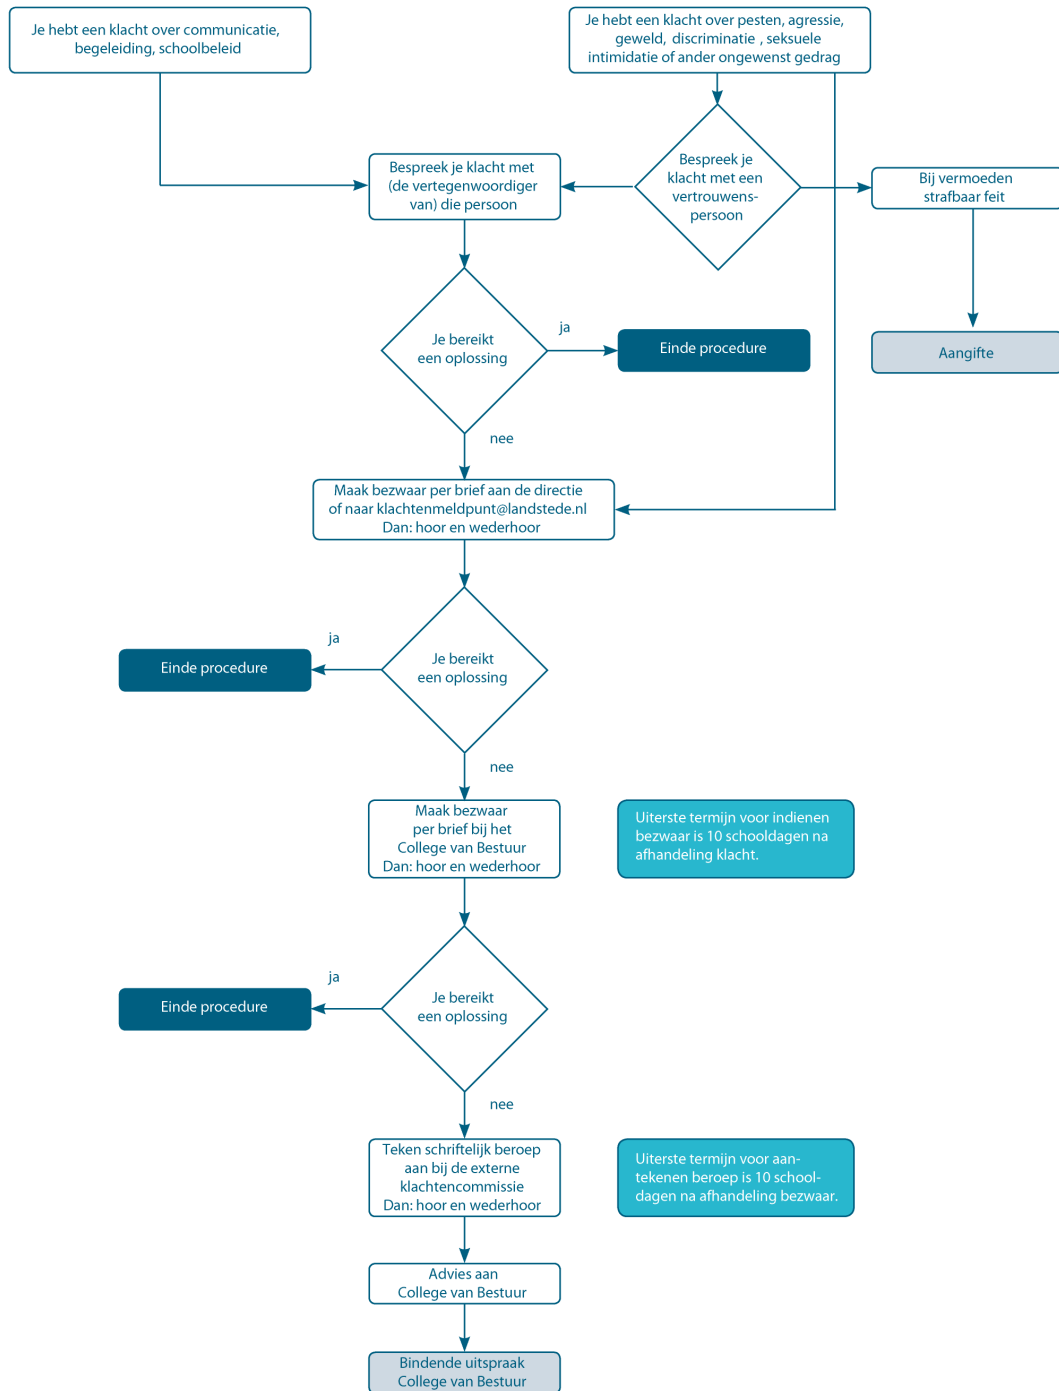 Je hebt een klacht over communicatie,
begeleiding, schoolbeleid
Je hebt een klacht over pesten, agressie,
geweld, discriminatie , seksuele
intimidatie of ander ongewenst gedrag
Bespreek je klacht met
(de vertegenwoordiger
van) die persoon
Bespreek je
klacht met een
vertrouwens-
persoon
Bij vermoeden
strafbaar feit
Je bereikt
een oplossing
ja
Einde procedure
Aangifte
nee
Maak bezwaar per brief aan de directie
of naar klachtenmeldpunt@landstede.nl
Dan: hoor en wederhoor
ja
Einde procedure
Je bereikt
een oplossing
nee
Maak bezwaar
per brief bij het
College van Bestuur
Dan: hoor en wederhoor
Uiterste termijn voor indienen
bezwaar is 10 schooldagen na
afhandeling klacht.
ja
Einde procedure
Je bereikt
een oplossing
nee
Teken schriftelijk beroep
aan bij de externe
klachtencommissie
Dan: hoor en wederhoor
Uiterste termijn voor aan-
tekenen beroep is 10 school-
dagen na afhandeling bezwaar.
Advies aan
College van Bestuur
Bindende uitspraak
College van Bestuur